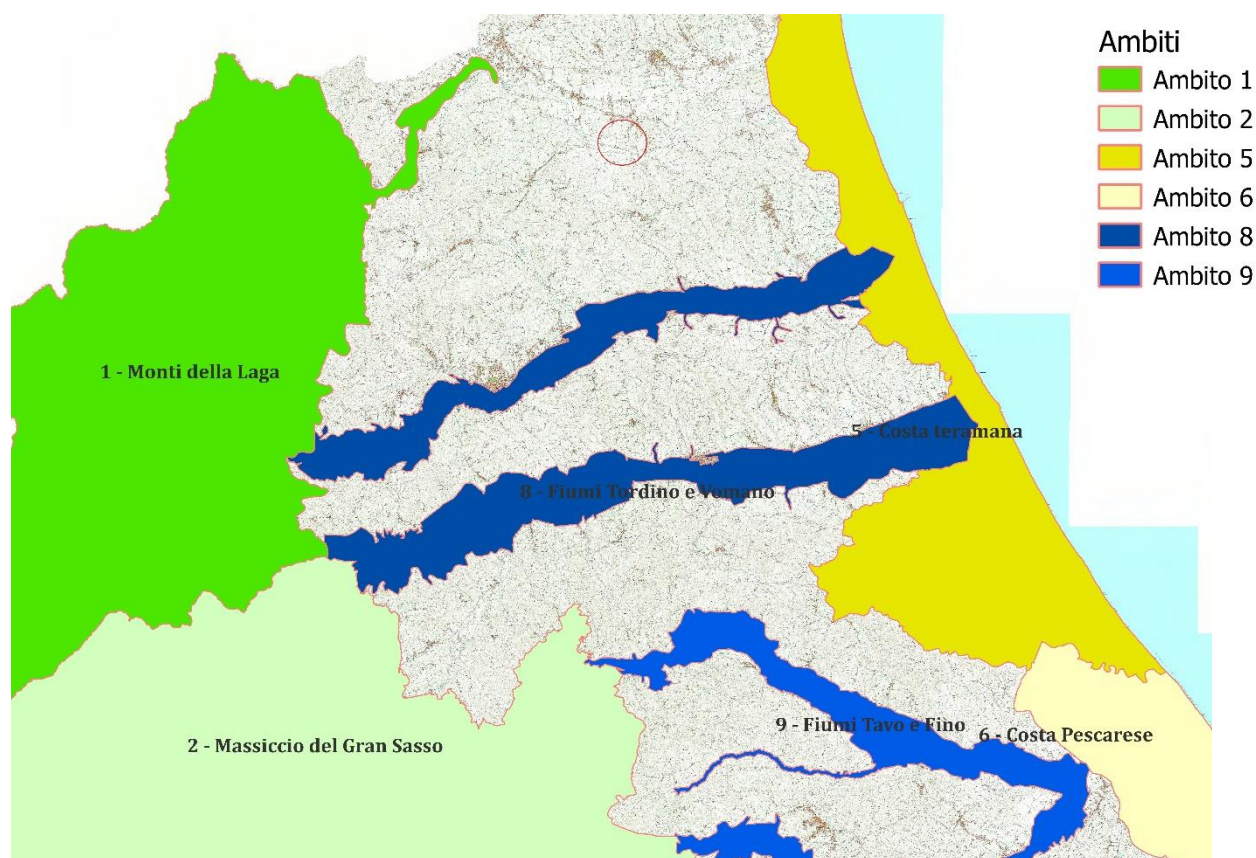 Ambiti
Ambito 1
Ambito 2
Ambito 5
Ambito 6
Ambito 8
Ambito 9
1 - Monti della Laga
5 - Costa teramana
8 - Fiumi Tordino e Vomano
9 - Fiumi Tavo e Fino
6 - Costa Pescarese
2 - Massiccio del Gran Sasso